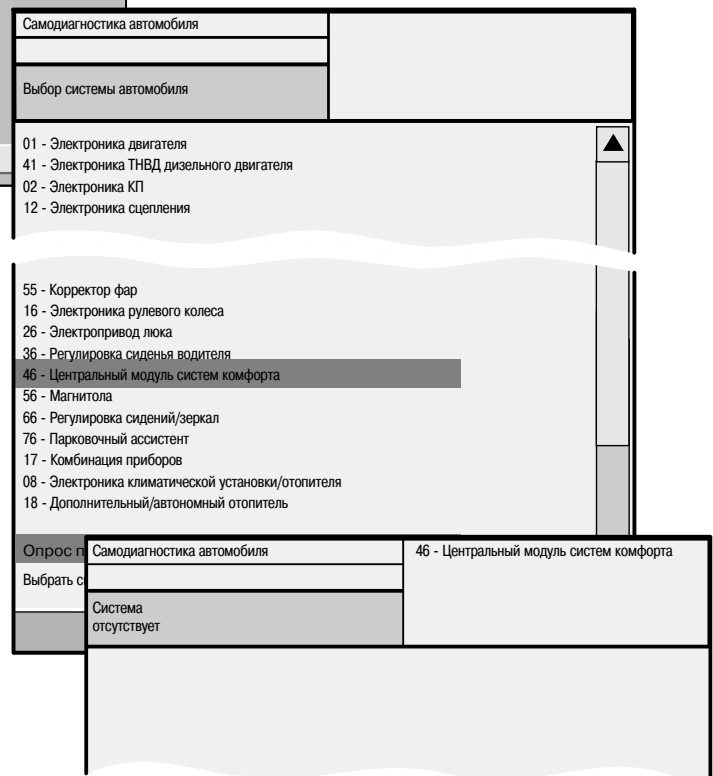 Самодиагностика автомобиля
Выбор системы автомобиля
01 - Электроника двигателя
41 - Электроника ТНВД дизельного двигателя
02 - Электроника КП
12 - Электроника сцепления
55 - Корректор фар
16 - Электроника рулевого колеса
26 - Электропривод люка
36 - Регулировка сиденья водителя
46 - Центральный модуль систем комфорта
56 - Магнитола
66 - Регулировка сидений/зеркал
76 - Парковочный ассистент
17 - Комбинация приборов
08 - Электроника климатической установки/отопителя
18 - Дополнительный/автономный отопитель
Опрос
Выбрать
Самодиагностика автомобиля
46 - Центральный модуль систем комфорта
Система
отсутствует